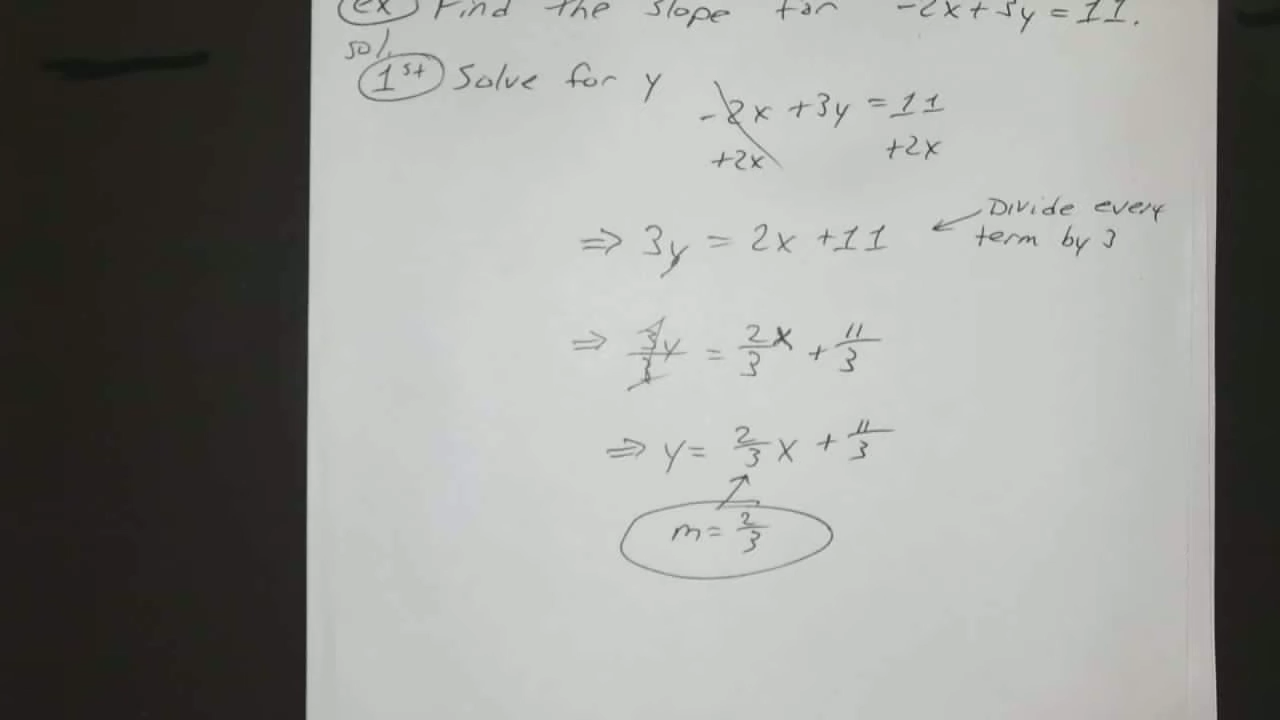 ex Find the slope for -2x+3y=11.
sol.
1st Solve for y
-2x +3y =11
+2x +2x
⇒ 3y = 2x +11
Divide every
term by 3
⇒ 3y/3 = 2/3 x + 11/3
⇒ y= 2/3 x + 11/3
m= 2/3